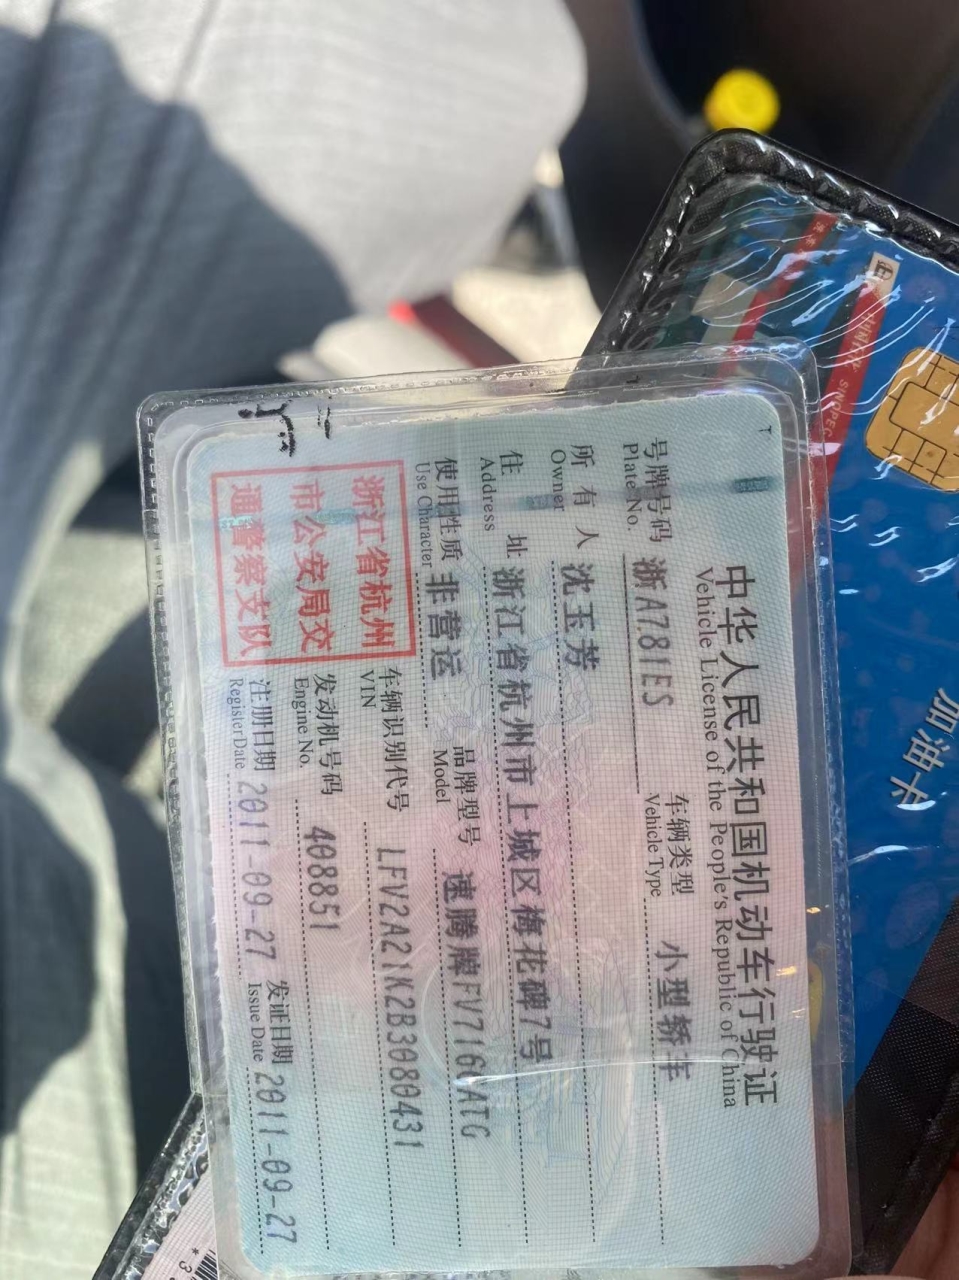 中华人民共和国机动车行驶证
Vehicle License of the People's Republic of China
号牌号码 浙A781ES 车辆类型 小型轿车
Plate No. Vehicle Type
所有人 沈玉芳
Owner
住址 浙江省杭州市上城区梅花碑7号
Address
使用性质 非营运 品牌型号 速腾牌FV7166ATG
Use Character Model
浙江省杭州
市公安局交
通警察支队
车辆识别代号 LFV2A21K2B3080431
VIN
发动机号码 408851
Engine No.
注册日期 2011-09-27 发证日期 2011-09-27
Register Date Issue Date
SINOPEC
加油卡